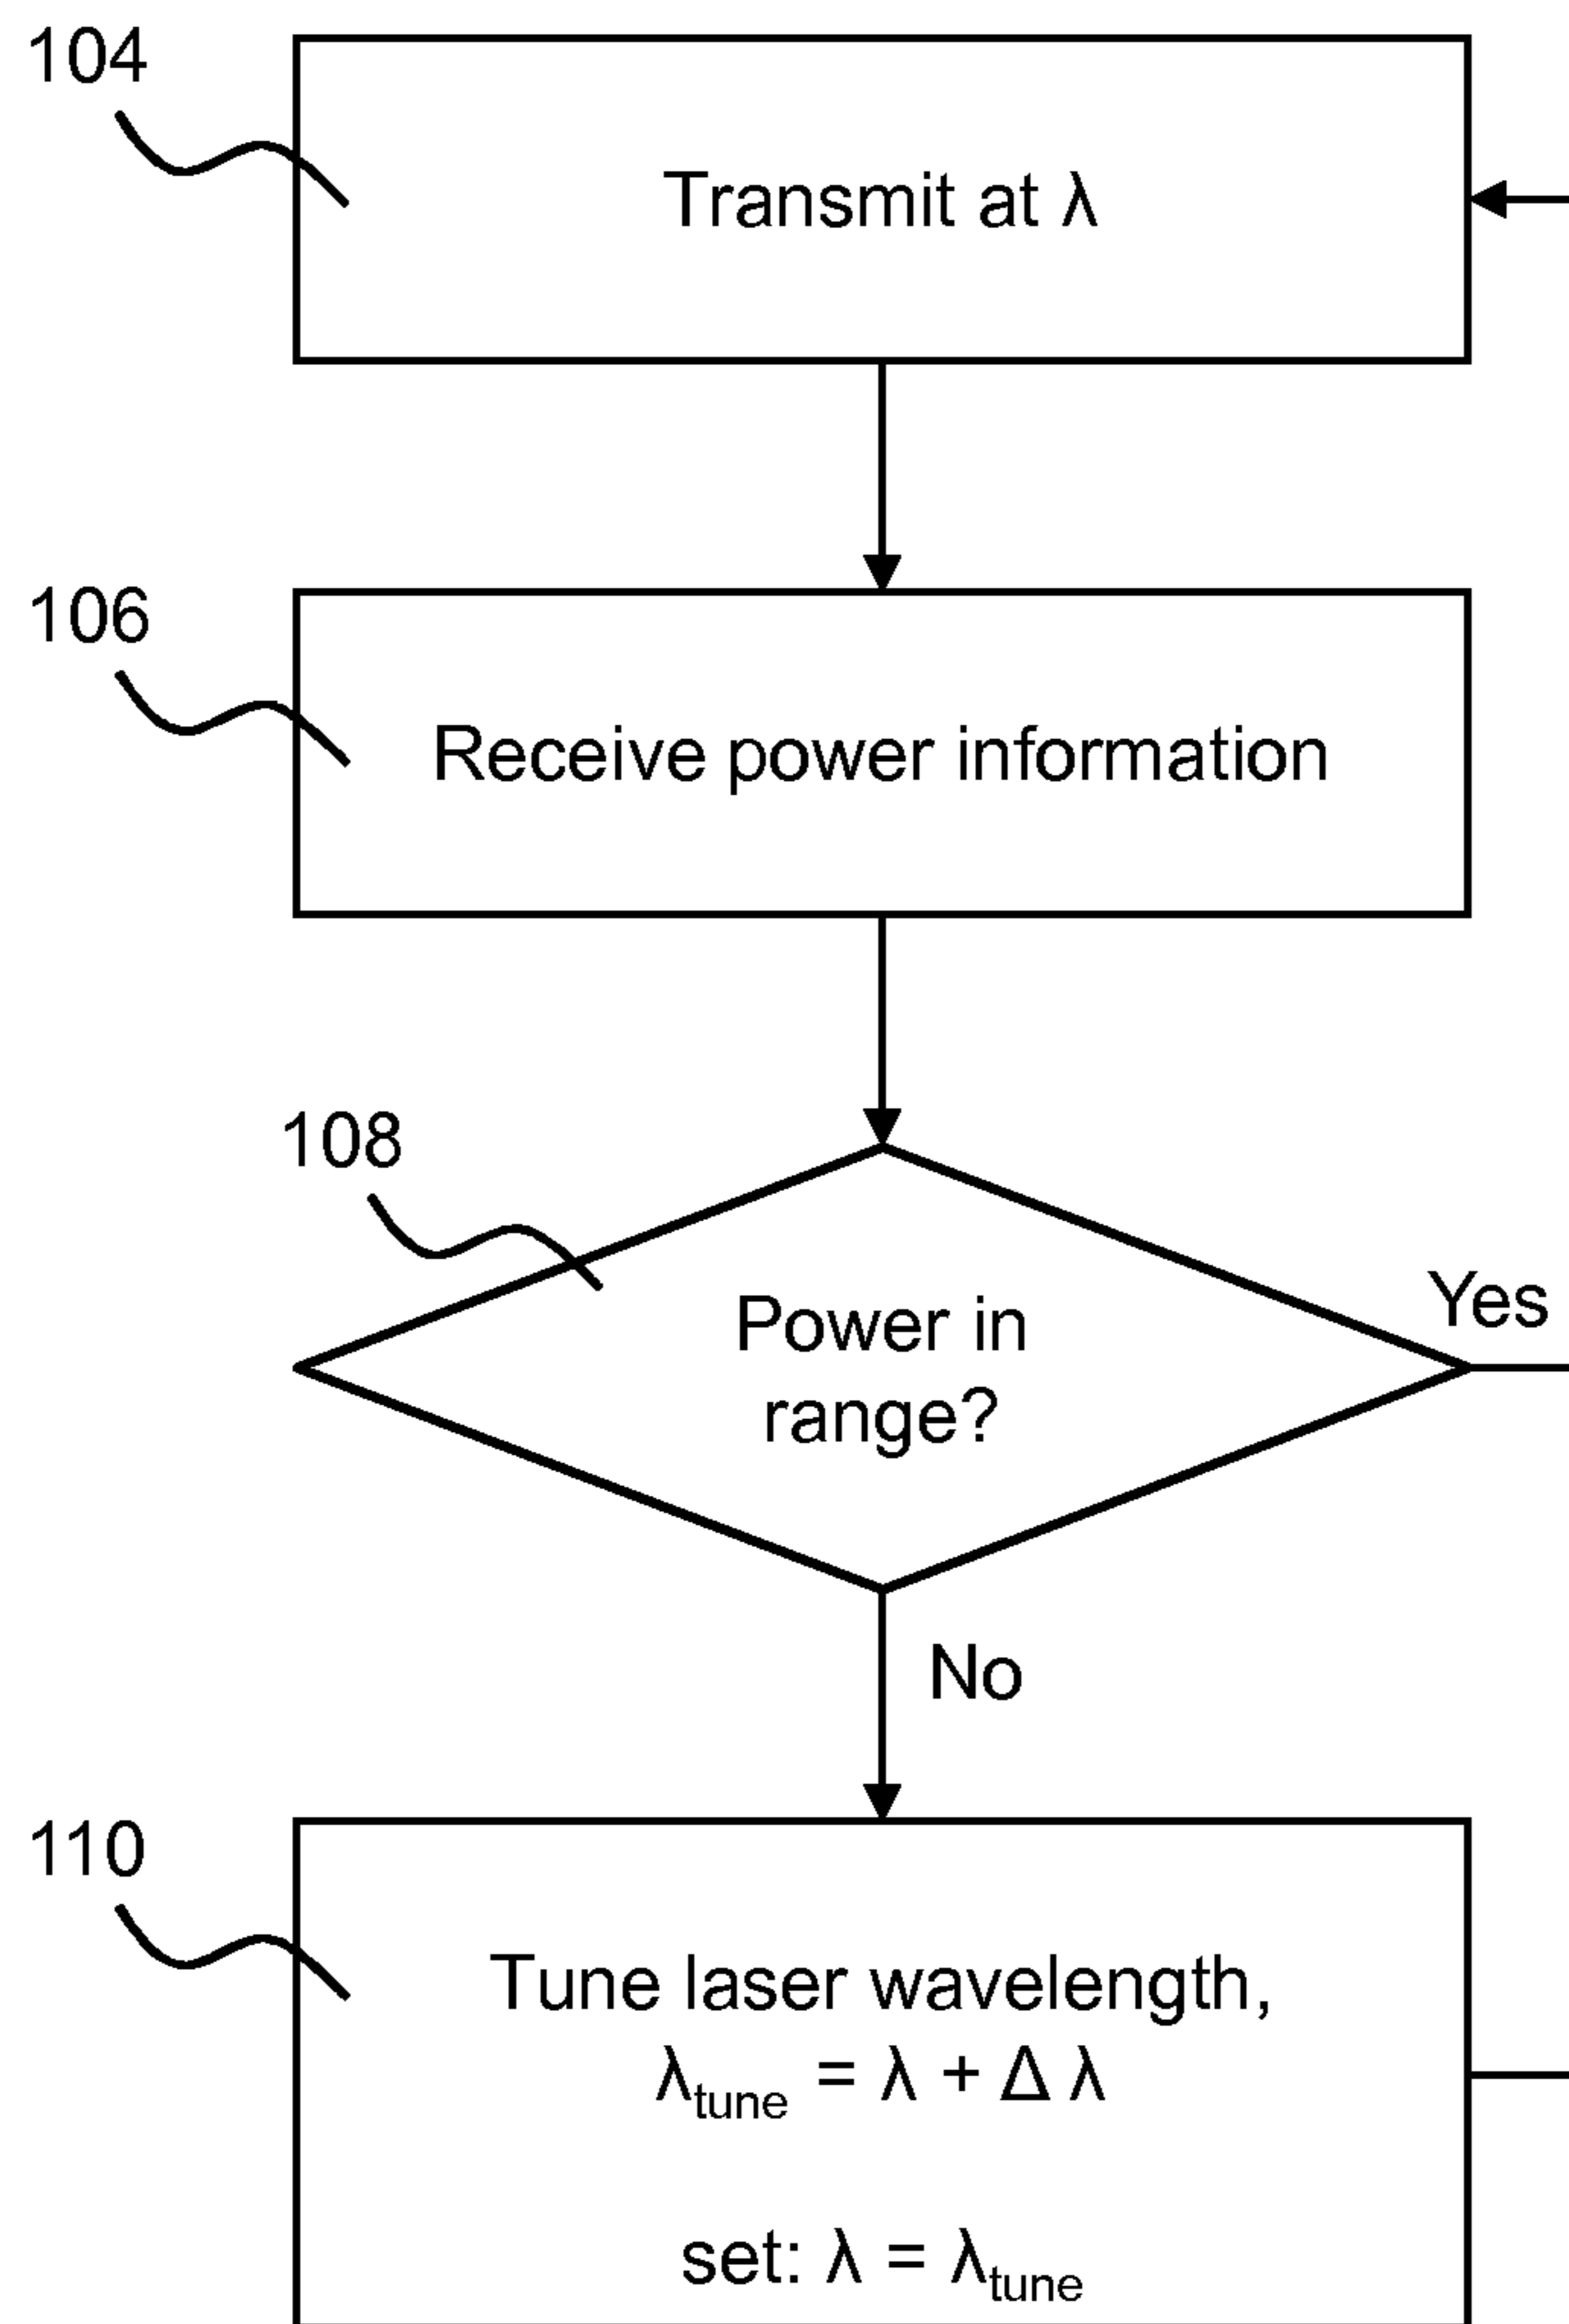 104
Transmit at λ
106
Receive power information
108
Power in
range?
Yes
No
110
Tune laser wavelength,
λtune = λ + Δ λ
set: λ = λtune